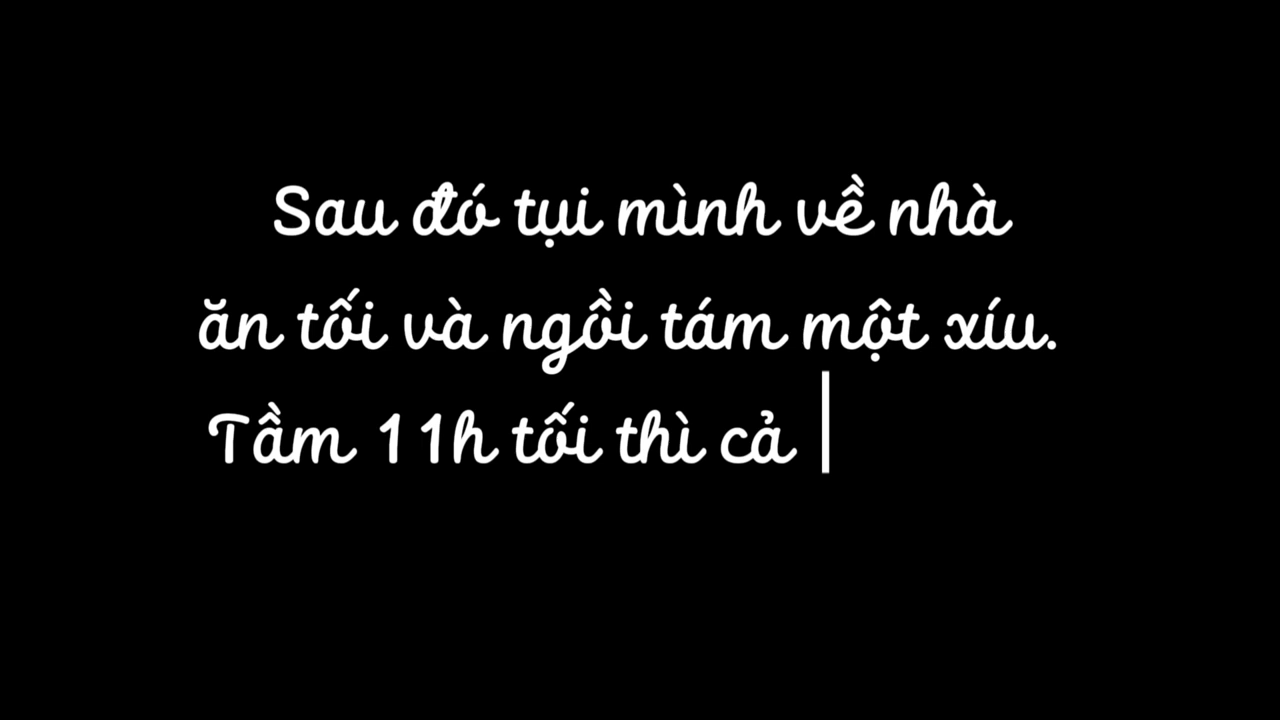 Sau đó tụi mình về nhà
ăn tối và ngồi tám một xíu.
Tầm 11h tối thì cả